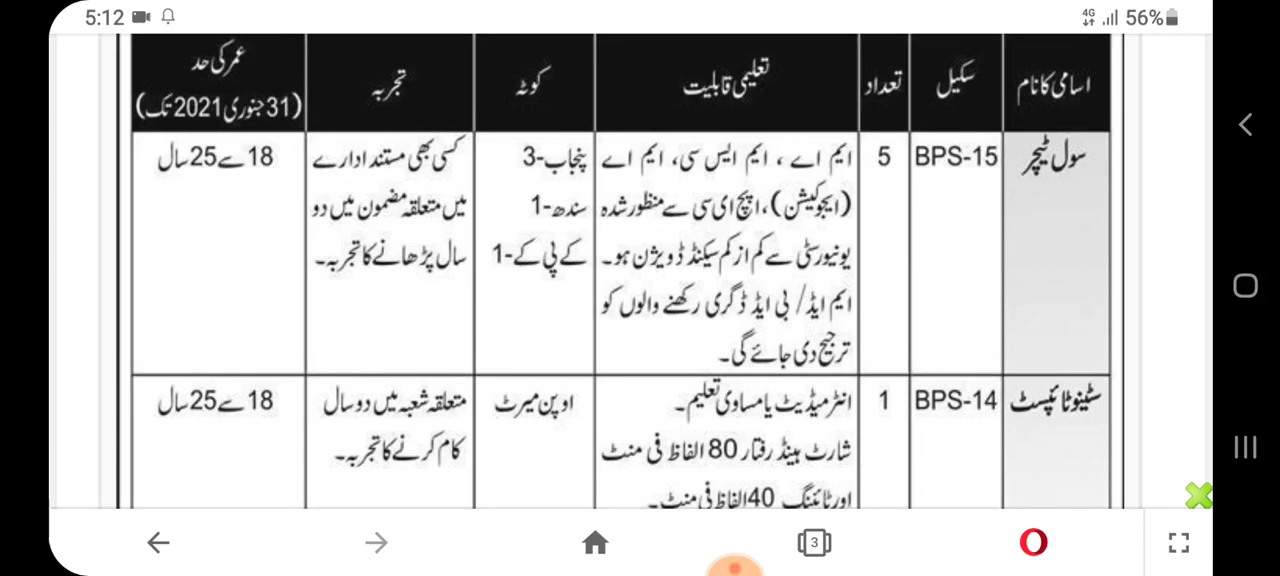 5:12
4G
56%
اسامی کا نام
سکیل
تعداد
تعلیمی قابلیت
کوٹہ
تجربہ
عمر کی حد
(31 جنوری 2021 تک)
سول ٹیچر
BPS-15
5
ایم اے ، ایم ایس سی، ایم اے
(ایجوکیشن)، ایچ ای سی سے منظور شدہ
یونیورسٹی سے کم از کم سیکنڈ ڈویژن ہو۔
ایم ایڈ/ بی ایڈ ڈگری رکھنے والوں کو
ترجیح دی جائے گی۔
پنجاب-3
سندھ-1
کے پی کے-1
کسی بھی مستند ادارے
میں متعلقہ مضمون میں دو
سال پڑھانے کا تجربہ۔
18 سے 25 سال
سٹینو ٹائپسٹ
BPS-14
1
انٹرمیڈیٹ یا مساوی تعلیم۔
شارٹ ہینڈ رفتار 80 الفاظ فی منٹ
اور ٹائننگ 40 الفاظ فی منٹ۔
اوپن میرٹ
متعلقہ شعبہ میں دو سال
کام کرنے کا تجربہ۔
18 سے 25 سال
3